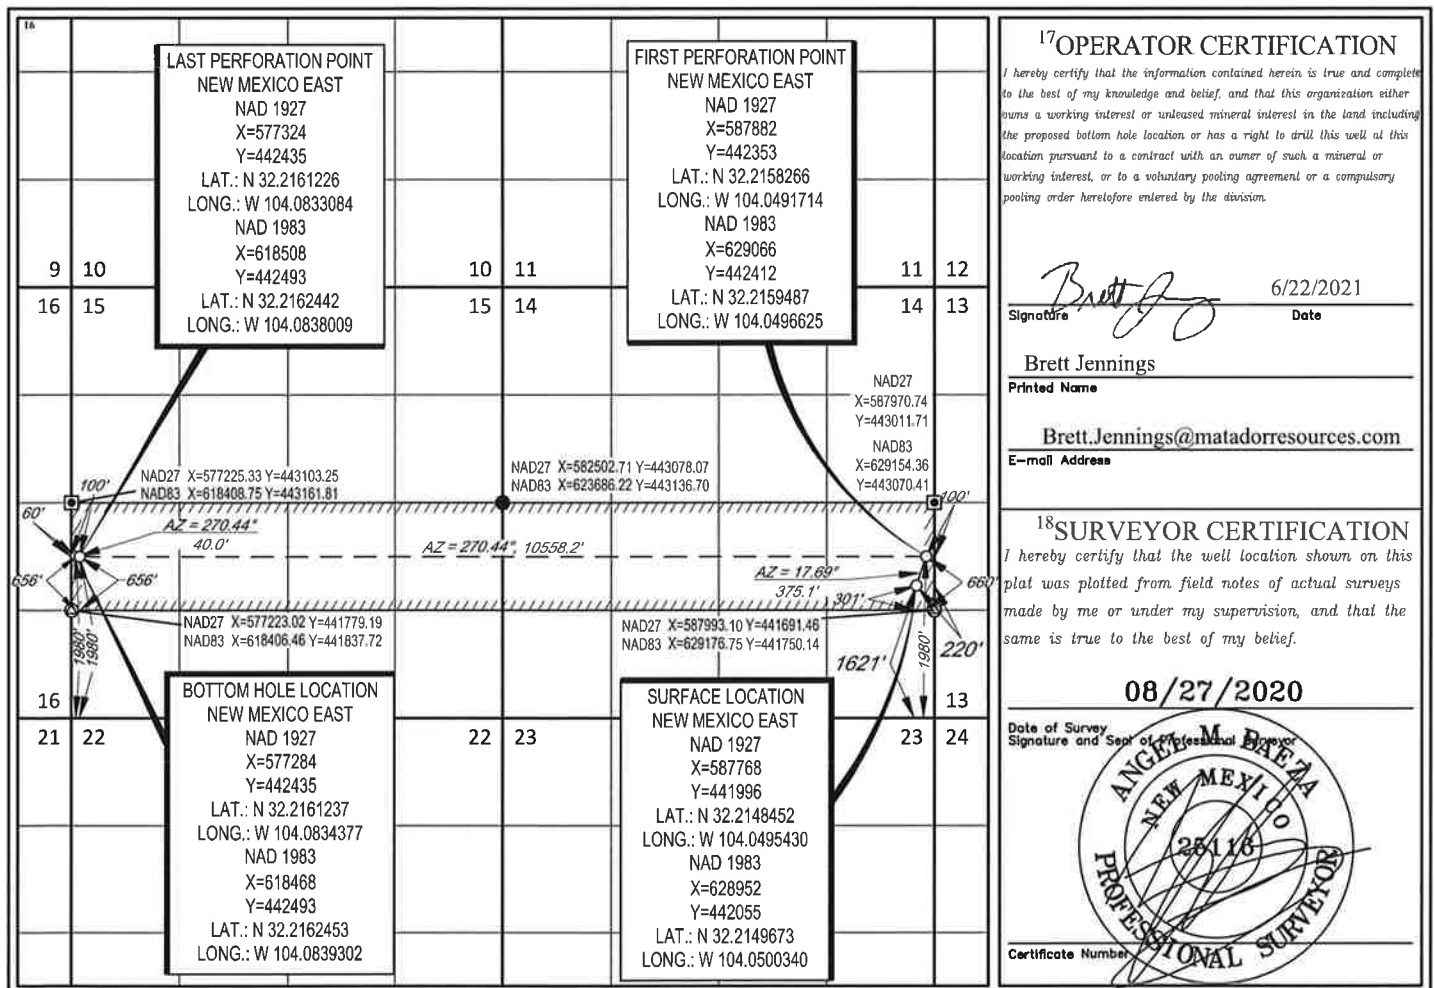 16
LAST PERFORATION POINT
NEW MEXICO EAST
NAD 1927
X=577324
Y=442435
LAT.: N 32.2161226
LONG.: W 104.0833084
NAD 1983
X=618508
Y=442493
LAT.: N 32.2162442
LONG.: W 104.0838009
FIRST PERFORATION POINT
NEW MEXICO EAST
NAD 1927
X=587882
Y=442353
LAT.: N 32.2158266
LONG.: W 104.0491714
NAD 1983
X=629066
Y=442412
LAT.: N 32.2159487
LONG.: W 104.0496625
9 10
16 15
10 11
15 14
11 12
14 13
NAD27
X=587970.74
Y=443011.71
NAD83
X=629154.36
Y=443070.41
NAD27 X=577225.33 Y=443103.25
NAD83 X=618408.75 Y=443161.81
NAD27 X=582502.71 Y=443078.07
NAD83 X=623686.22 Y=443136.70
100'
100'
60'
AZ = 270.44°
40.0'
AZ = 270.44°, 10558.2'
656'
656'
AZ = 17.69°
375.1'
301'
660'
NAD27 X=577223.02 Y=441779.19
NAD83 X=618406.46 Y=441837.72
NAD27 X=587993.10 Y=441691.46
NAD83 X=629176.75 Y=441750.14
1980'
1980'
1621'
1980'
220'
16
21 22
22 23
13
23 24
BOTTOM HOLE LOCATION
NEW MEXICO EAST
NAD 1927
X=577284
Y=442435
LAT.: N 32.2161237
LONG.: W 104.0834377
NAD 1983
X=618468
Y=442493
LAT.: N 32.2162453
LONG.: W 104.0839302
SURFACE LOCATION
NEW MEXICO EAST
NAD 1927
X=587768
Y=441996
LAT.: N 32.2148452
LONG.: W 104.0495430
NAD 1983
X=628952
Y=442055
LAT.: N 32.2149673
LONG.: W 104.0500340
17OPERATOR CERTIFICATION
I hereby certify that the information contained herein is true and complete
to the best of my knowledge and belief, and that this organization either
owns a working interest or unleased mineral interest in the land including
the proposed bottom hole location or has a right to drill this well at this
location pursuant to a contract with an owner of such a mineral or
working interest, or to a voluntary pooling agreement or a compulsory
pooling order heretofore entered by the division.
6/22/2021
Signature Date
Brett Jennings
Printed Name
Brett.Jennings@matadorresources.com
E-mail Address
18SURVEYOR CERTIFICATION
I hereby certify that the well location shown on this
plat was plotted from field notes of actual surveys
made by me or under my supervision, and that the
same is true to the best of my belief.
08/27/2020
Date of Survey
Signature and Seal of Professional Surveyor
ANGEL M. BAEZA
NEW MEXICO
25116
PROFESSIONAL SURVEYOR
Certificate Number